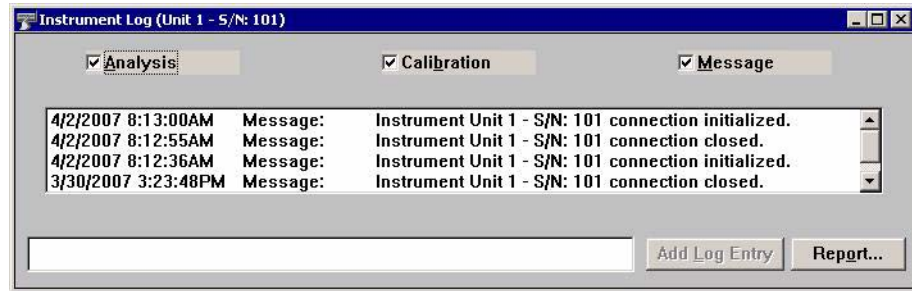 Instrument Log (Unit 1 - S/N: 101)
Analysis Calibration Message
4/2/2007 8:13:00AM Message: Instrument Unit 1 - S/N: 101 connection initialized.
4/2/2007 8:12:55AM Message: Instrument Unit 1 - S/N: 101 connection closed.
4/2/2007 8:12:36AM Message: Instrument Unit 1 - S/N: 101 connection initialized.
3/30/2007 3:23:48PM Message: Instrument Unit 1 - S/N: 101 connection closed.
Add Log Entry Report...